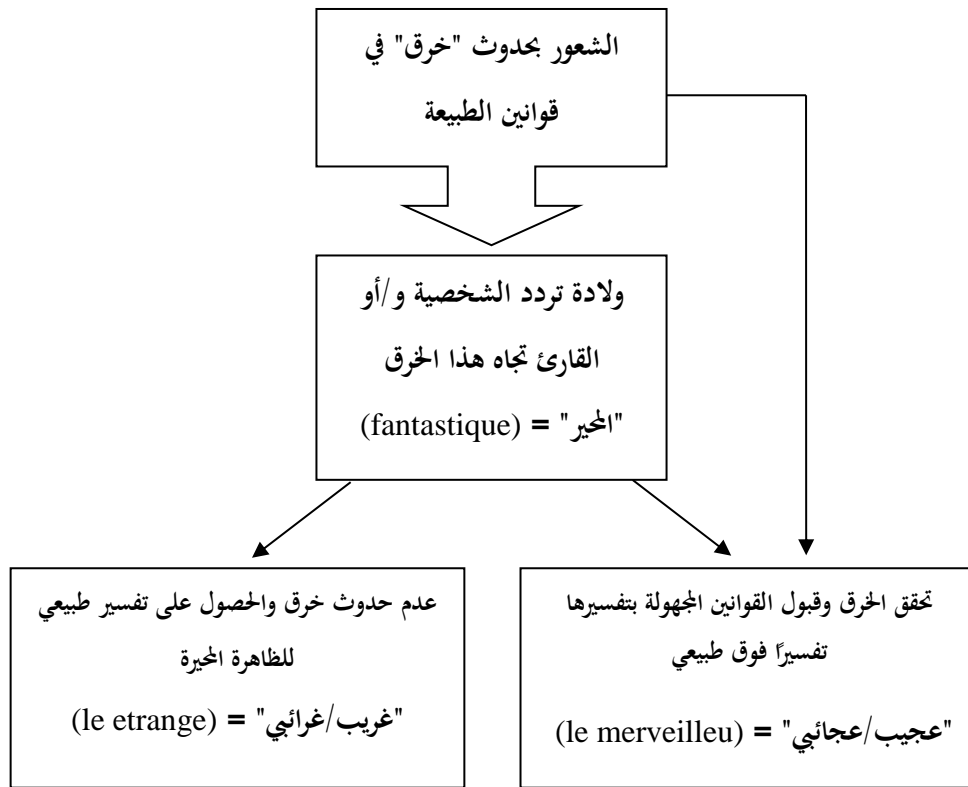 الشعور بحدوث "خرق" في
قوانين الطبيعة
ولادة تردد الشخصية و/أو
القارئ تجاه هذا الخرق
"المحير" = (fantastique)
تحقق الخرق وقبول القوانين المجهولة بتفسيرها
تفسيرًا فوق طبيعي
"عجيب/عجائبي" = (le merveilleu)
عدم حدوث خرق والحصول على تفسير طبيعي
للظاهرة المحيرة
"غريب/غرائبي" = (le etrange)